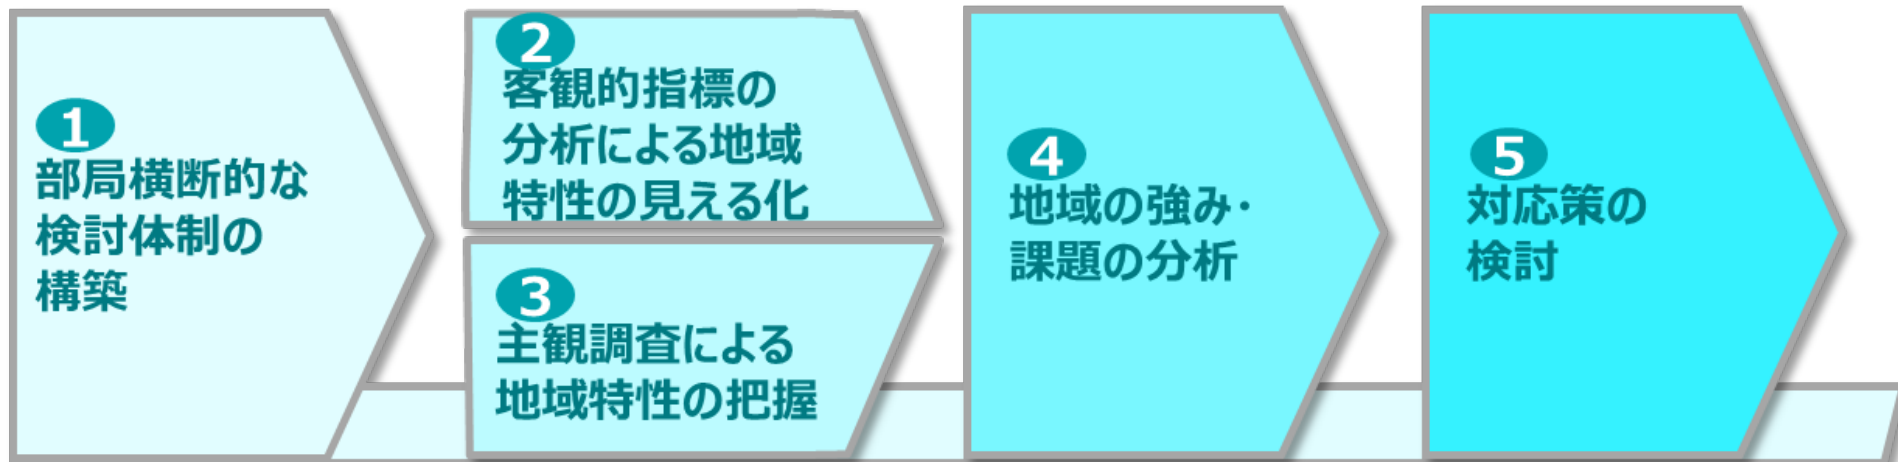 1
部局横断的な
検討体制の
構築
2
客観的指標の
分析による地域
特性の見える化
3
主観調査による
地域特性の把握
4
地域の強み・
課題の分析
5
対応策の
検討